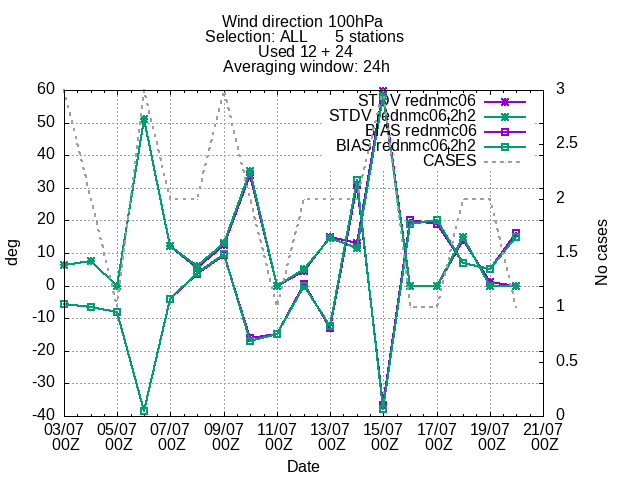 Wind direction 100hPa
Selection: ALL 5 stations
Used 12 + 24
Averaging window: 24h
60 3
STDV rednmc06
STDV rednmc06_t2h2
BIAS rednmc06
BIAS rednmc06_t2h2
CASES
50 2.5
40
30 2
20
10 1.5
0
-10 1
-20
-30 0.5
-40 0
deg
No cases
03/07 05/07 07/07 09/07 11/07 13/07 15/07 17/07 19/07 21/07
00Z 00Z 00Z 00Z 00Z 00Z 00Z 00Z 00Z 00Z
Date